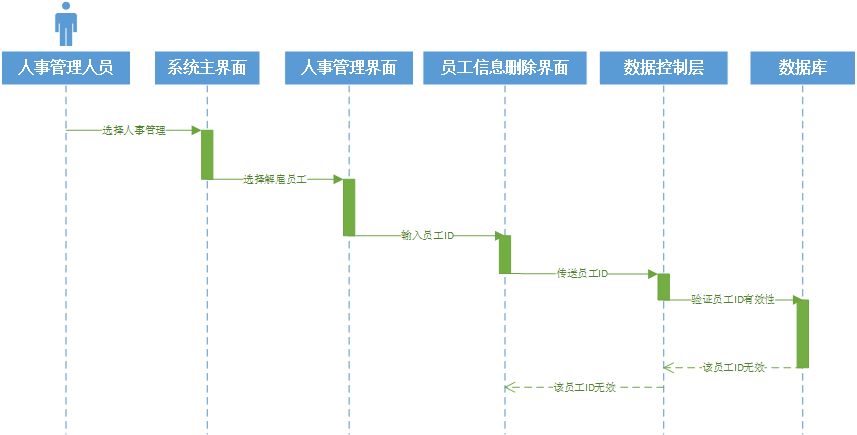 人事管理人员
系统主界面
人事管理界面
员工信息删除界面
数据控制层
数据库
选择人事管理
选择解雇员工
输入员工ID
传送员工ID
验证员工ID有效性
该员工ID无效
该员工ID无效